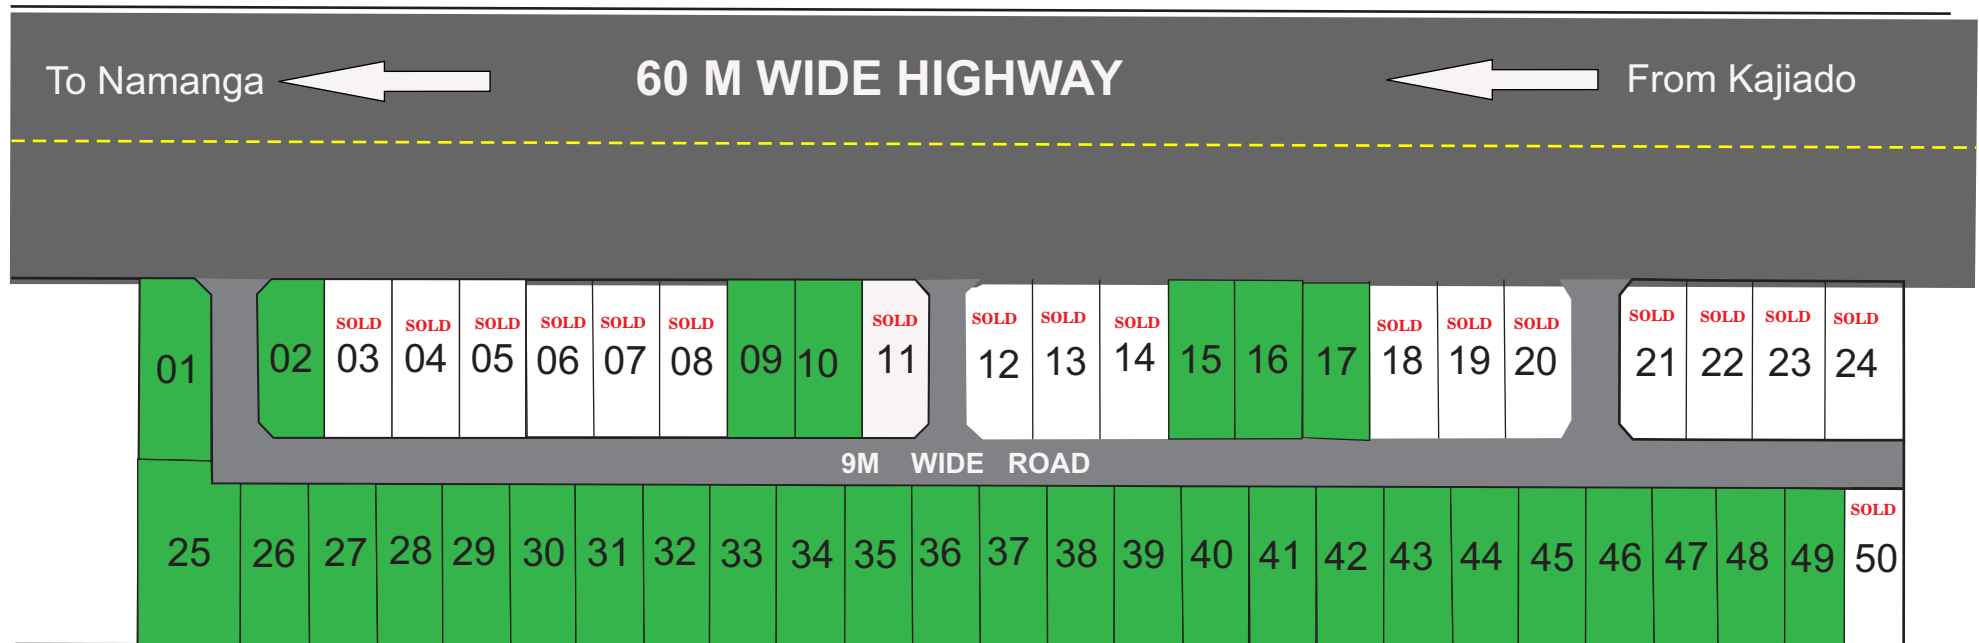 To Namanga 60 M WIDE HIGHWAY From Kajiado
SOLD SOLD SOLD SOLD SOLD SOLD SOLD SOLD SOLD SOLD SOLD SOLD SOLD SOLD SOLD SOLD SOLD
01 02 03 04 05 06 07 08 09 10 11 12 13 14 15 16 17 18 19 20 21 22 23 24
9M WIDE ROAD
SOLD
25 26 27 28 29 30 31 32 33 34 35 36 37 38 39 40 41 42 43 44 45 46 47 48 49 50